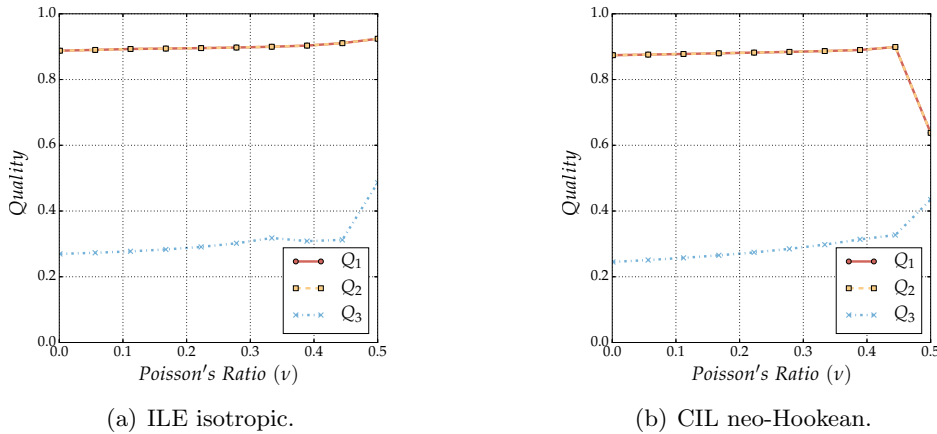 1.0
0.8
0.6
0.4
0.2
0.0
Quality
0.0 0.1 0.2 0.3 0.4 0.5
Poisson's Ratio (ν)
Q1
Q2
Q3
(a) ILE isotropic.
1.0
0.8
0.6
0.4
0.2
0.0
Quality
0.0 0.1 0.2 0.3 0.4 0.5
Poisson's Ratio (ν)
Q1
Q2
Q3
(b) CIL neo-Hookean.